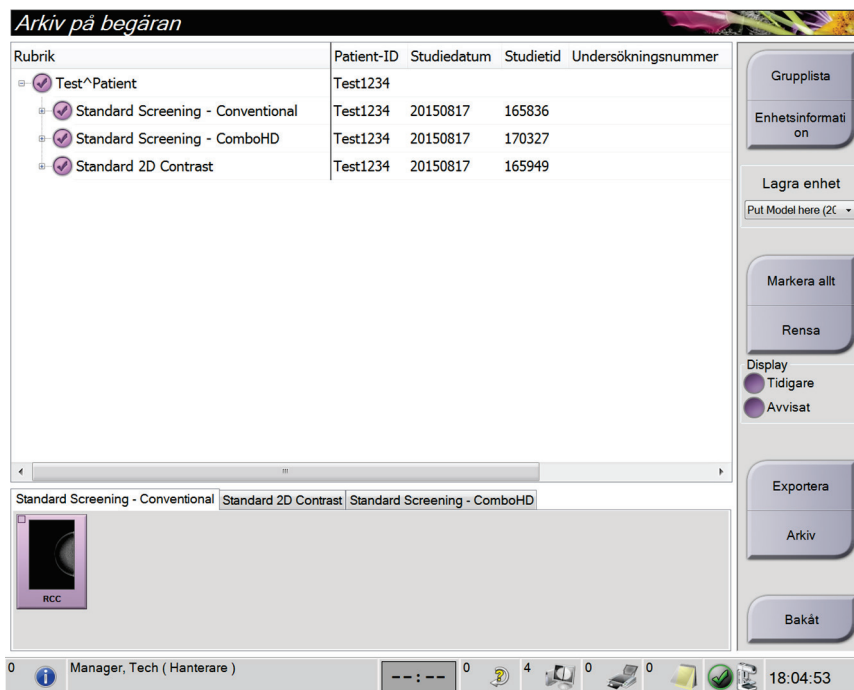 Arkiv på begäran
Rubrik Patient-ID Studiedatum Studietid Undersökningsnummer
Test^Patient Test1234
Standard Screening - Conventional Test1234 20150817 165836
Standard Screening - ComboHD Test1234 20150817 170327
Standard 2D Contrast Test1234 20150817 165949
Grupplista
Enhetsinformati
on
Lagra enhet
Put Model here (20
Markera allt
Rensa
Display
Tidigare
Avvisat
Exportera
Arkiv
Bakåt
Standard Screening - Conventional Standard 2D Contrast Standard Screening - ComboHD
RCC
0 Manager, Tech ( Hanterare ) --:-- 0 4 0 0 18:04:53